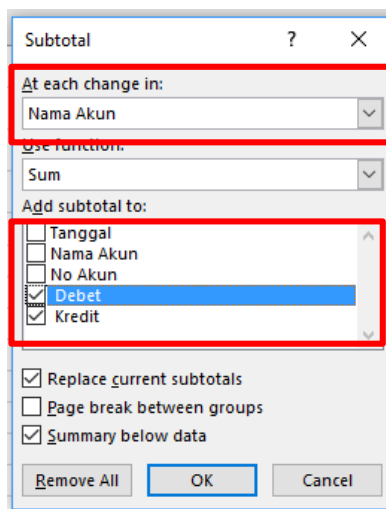 Subtotal ? ×
At each change in:
Nama Akun
Use function:
Sum
Add subtotal to:
Tanggal
Nama Akun
No Akun
Debet
Kredit
Replace current subtotals
Page break between groups
Summary below data
Remove All OK Cancel